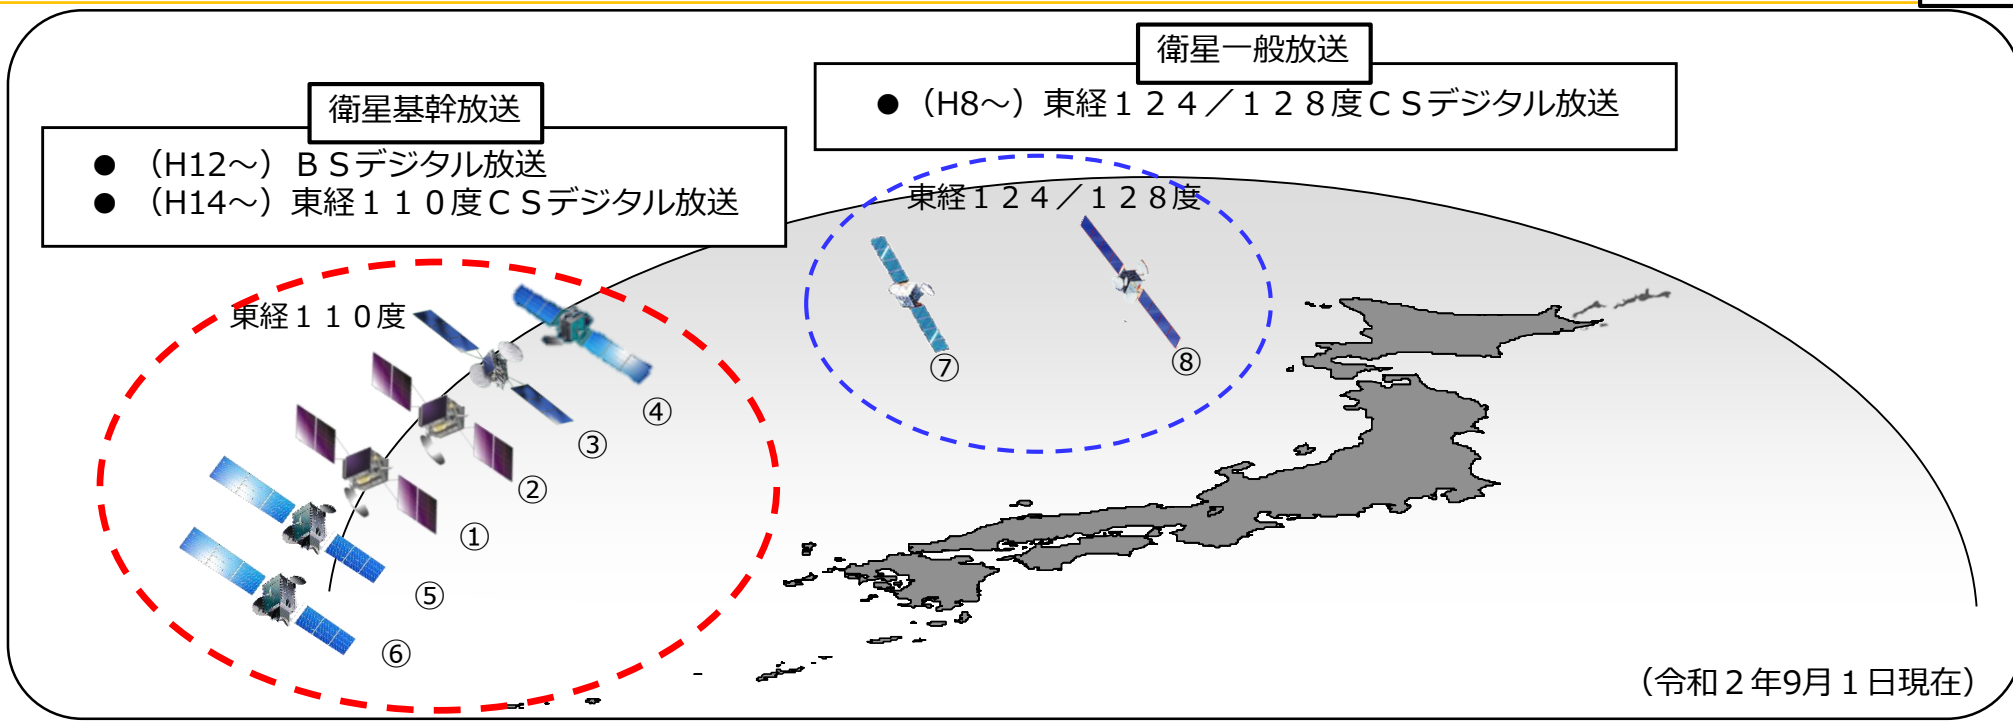 衛星基幹放送
● （H12～）ＢＳデジタル放送
● （H14～）東経１１０度ＣＳデジタル放送
衛星一般放送
● （H8～）東経１２４／１２８度ＣＳデジタル放送
東経１２４／１２８度
東経１１０度
⑦
⑧
④
③
②
①
⑤
⑥
（令和２年9月１日現在）